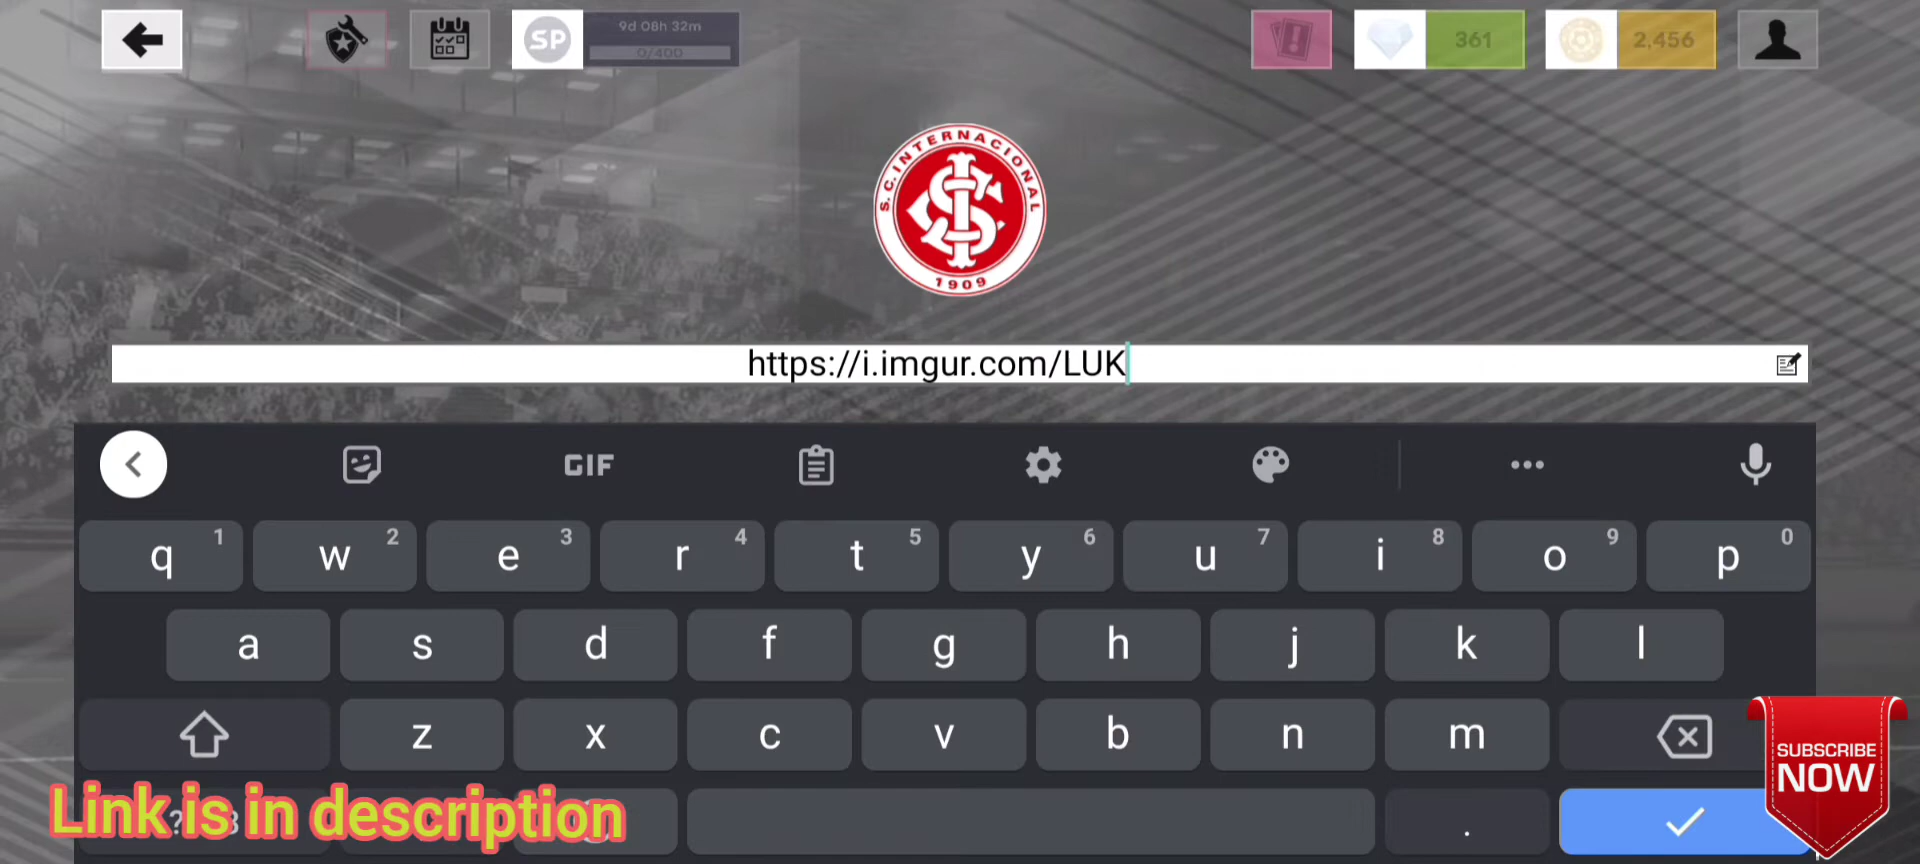 SP
9d 08h 32m
0/400
361
2,456
S.C. INTERNACIONAL
1909
https://i.imgur.com/LUK
GIF
q 1 w 2 e 3 r 4 t 5 y 6 u 7 i 8 o 9 p 0
a s d f g h j k l
z x c v b n m
SUBSCRIBE
NOW
Link is in description
.